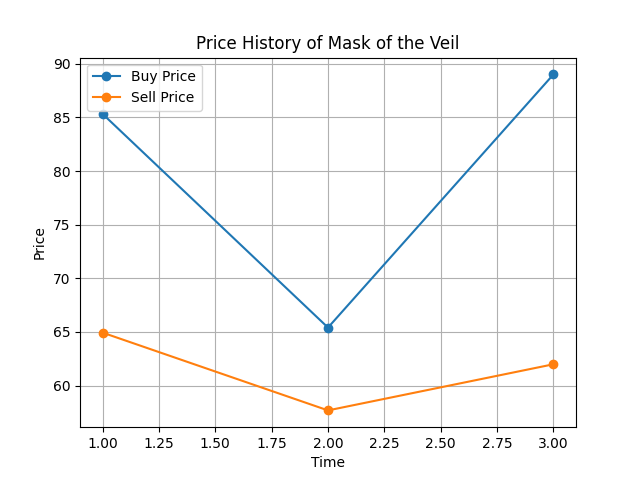 Price History of Mask of the Veil
Buy Price
Sell Price
Price
90
85
80
75
70
65
60
1.00 1.25 1.50 1.75 2.00 2.25 2.50 2.75 3.00
Time